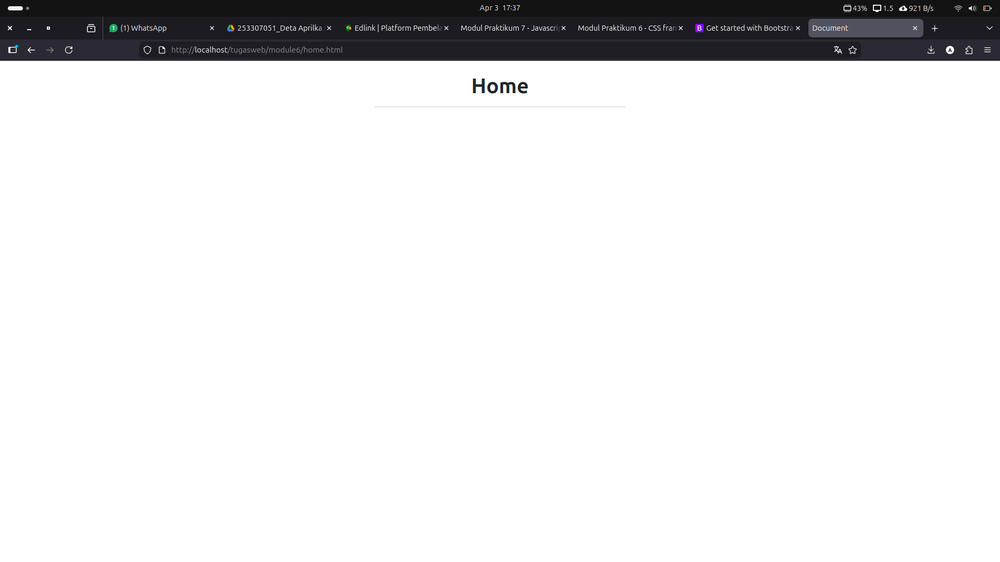 Apr 3 17:37
43% 1.5 921 B/s
1 (1) WhatsApp
253307051_Deta Aprilka
Edlink | Platform Pembela
Modul Praktikum 7 - Javascri
Modul Praktikum 6 - CSS fran
B Get started with Bootstra
Document
http://localhost/tugasweb/module6/home.html
A
Home